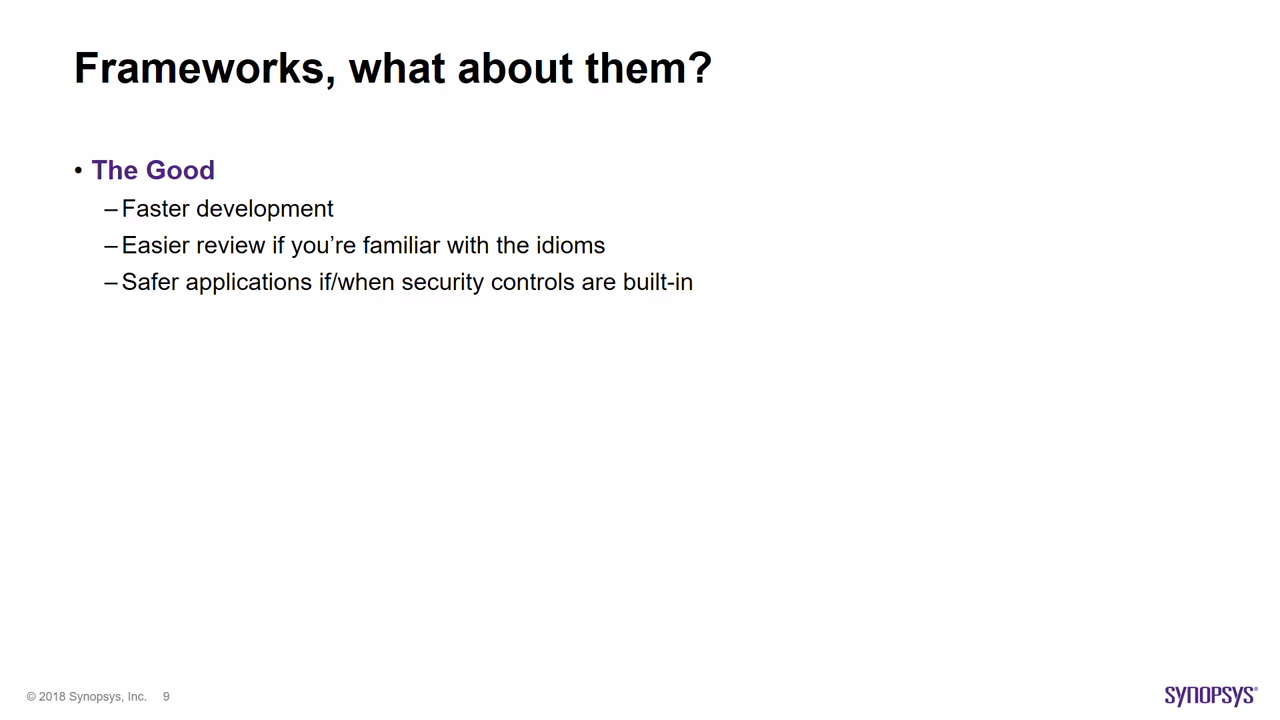 Frameworks, what about them?
• The Good
– Faster development
– Easier review if you're familiar with the idioms
– Safer applications if/when security controls are built-in
© 2018 Synopsys, Inc. 9
SYNOPSYS®